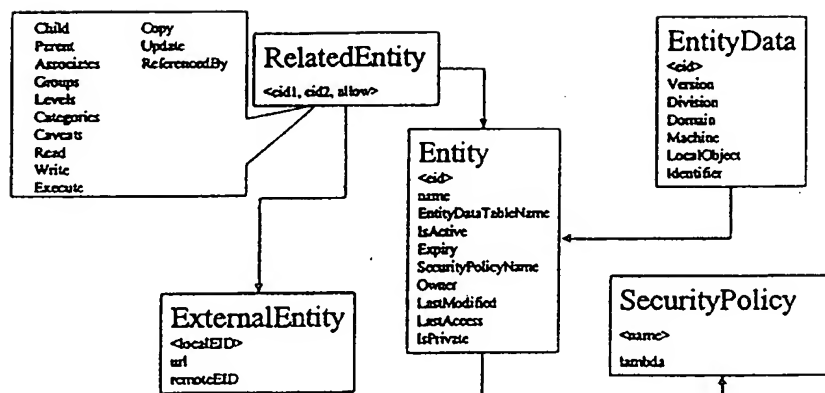 Child Copy
Parent Update
Associates ReferencedBy
Groups
Levels
Categories
Caveats
Read
Write
Execute
RelatedEntity
<eid1, eid2, allow>
EntityData
<eid>
Version
Division
Domain
Machine
LocalObject
Identifier
Entity
<eid>
name
EntityDataTableName
IsActive
Expiry
SecurityPolicyName
Owner
LastModified
LastAccess
IsPrivate
ExternalEntity
<localEID>
url
remoteEID
SecurityPolicy
<name>
lambda